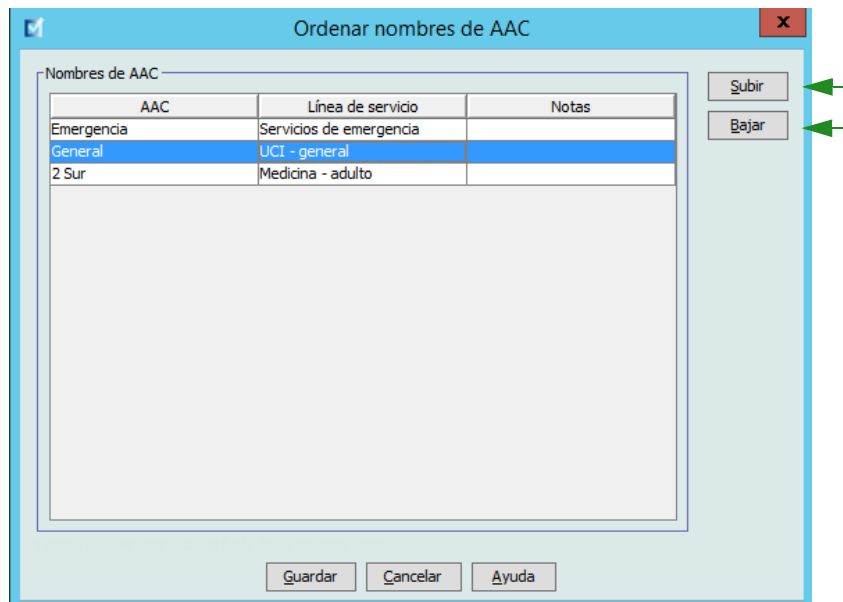 Ordenar nombres de AAC
x
Nombres de AAC
AAC Línea de servicio Notas
Emergencia Servicios de emergencia
General UCI - general
2 Sur Medicina - adulto
Subir
Bajar
Guardar Cancelar Ayuda